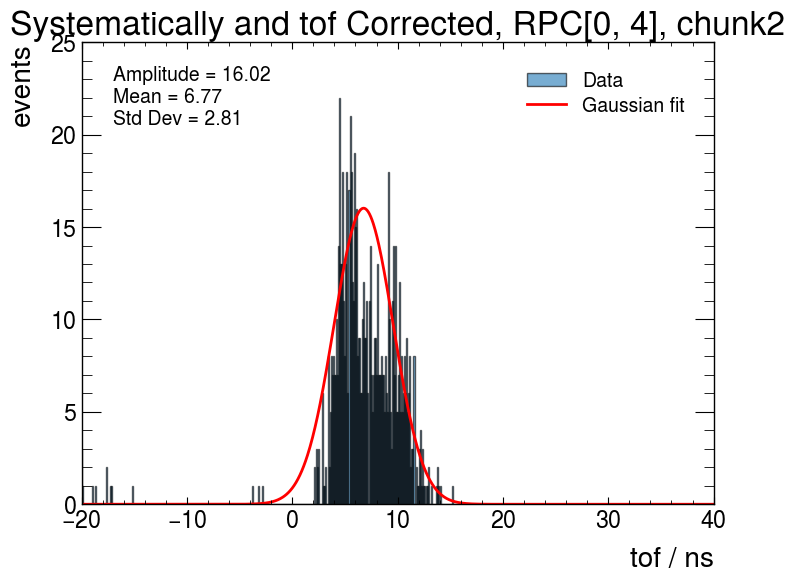 Systematically and tof Corrected, RPC[0, 4], chunk2
events
25
20
15
10
5
0
Amplitude = 16.02
Mean = 6.77
Std Dev = 2.81
Data
Gaussian fit
−20 −10 0 10 20 30 40
tof / ns